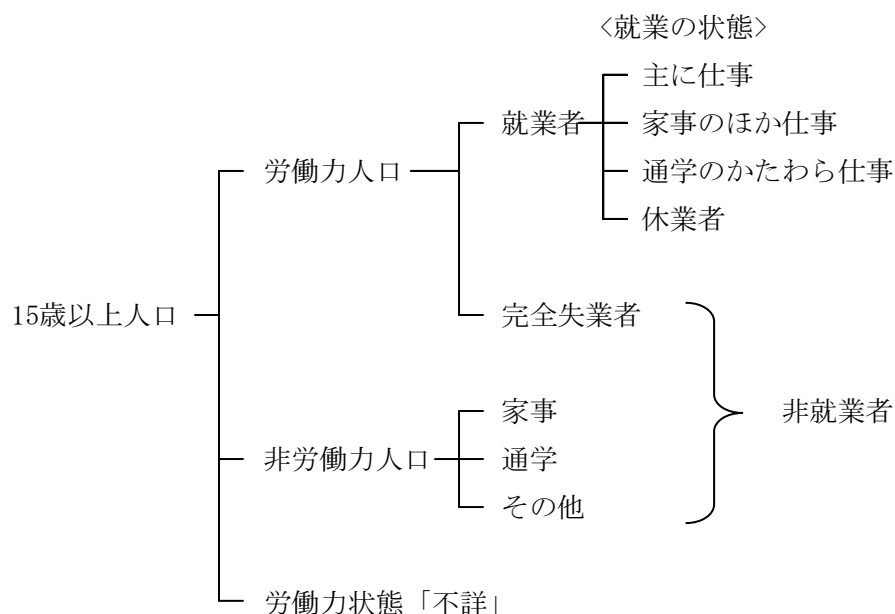 <就業の状態>
主に仕事
就業者
家事のほか仕事
労働力人口
通学のかたわら仕事
休業者
15歳以上人口
完全失業者
家事
非就業者
非労働力人口
通学
その他
労働力状態「不詳」